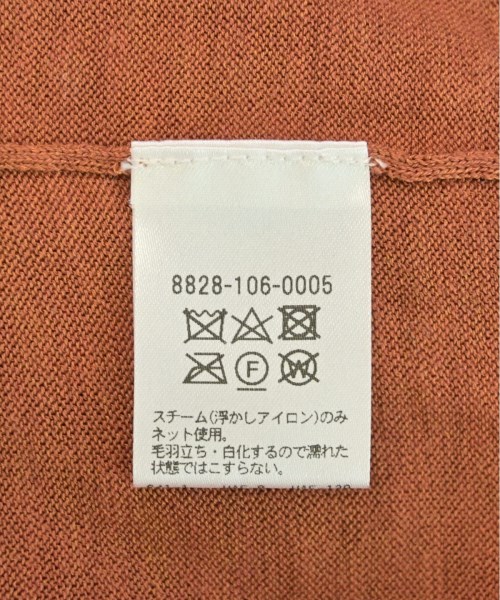 8828-106-0005
F W
スチーム(浮かしアイロン)のみ
ネット使用。
毛羽立ち・白化するので濡れた
状態ではこすらない。